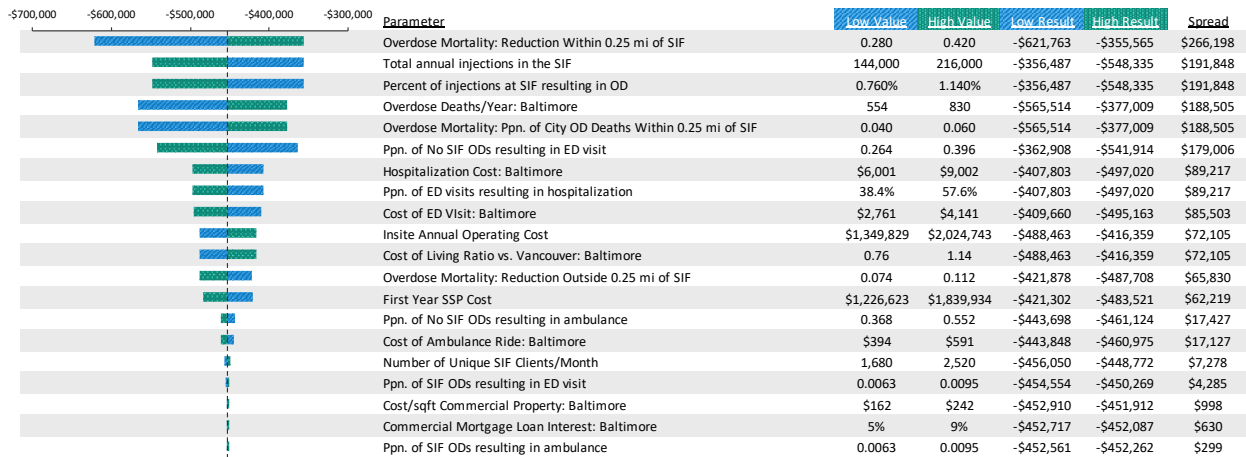 -$700,000 -$600,000 -$500,000 -$400,000 -$300,000
Parameter Low Value High Value Low Result High Result Spread
Overdose Mortality: Reduction Within 0.25 mi of SIF 0.280 0.420 -$621,763 -$355,565 $266,198
Total annual injections in the SIF 144,000 216,000 -$356,487 -$548,335 $191,848
Percent of injections at SIF resulting in OD 0.760% 1.140% -$356,487 -$548,335 $191,848
Overdose Deaths/Year: Baltimore 554 830 -$565,514 -$377,009 $188,505
Overdose Mortality: Ppn. of City OD Deaths Within 0.25 mi of SIF 0.040 0.060 -$565,514 -$377,009 $188,505
Ppn. of No SIF ODs resulting in ED visit 0.264 0.396 -$362,908 -$541,914 $179,006
Hospitalization Cost: Baltimore $6,001 $9,002 -$407,803 -$497,020 $89,217
Ppn. of ED visits resulting in hospitalization 38.4% 57.6% -$407,803 -$497,020 $89,217
Cost of ED VIsit: Baltimore $2,761 $4,141 -$409,660 -$495,163 $85,503
Insite Annual Operating Cost $1,349,829 $2,024,743 -$488,463 -$416,359 $72,105
Cost of Living Ratio vs. Vancouver: Baltimore 0.76 1.14 -$488,463 -$416,359 $72,105
Overdose Mortality: Reduction Outside 0.25 mi of SIF 0.074 0.112 -$421,878 -$487,708 $65,830
First Year SSP Cost $1,226,623 $1,839,934 -$421,302 -$483,521 $62,219
Ppn. of No SIF ODs resulting in ambulance 0.368 0.552 -$443,698 -$461,124 $17,427
Cost of Ambulance Ride: Baltimore $394 $591 -$443,848 -$460,975 $17,127
Number of Unique SIF Clients/Month 1,680 2,520 -$456,050 -$448,772 $7,278
Ppn. of SIF ODs resulting in ED visit 0.0063 0.0095 -$454,554 -$450,269 $4,285
Cost/sqft Commercial Property: Baltimore $162 $242 -$452,910 -$451,912 $998
Commercial Mortgage Loan Interest: Baltimore 5% 9% -$452,717 -$452,087 $630
Ppn. of SIF ODs resulting in ambulance 0.0063 0.0095 -$452,561 -$452,262 $299